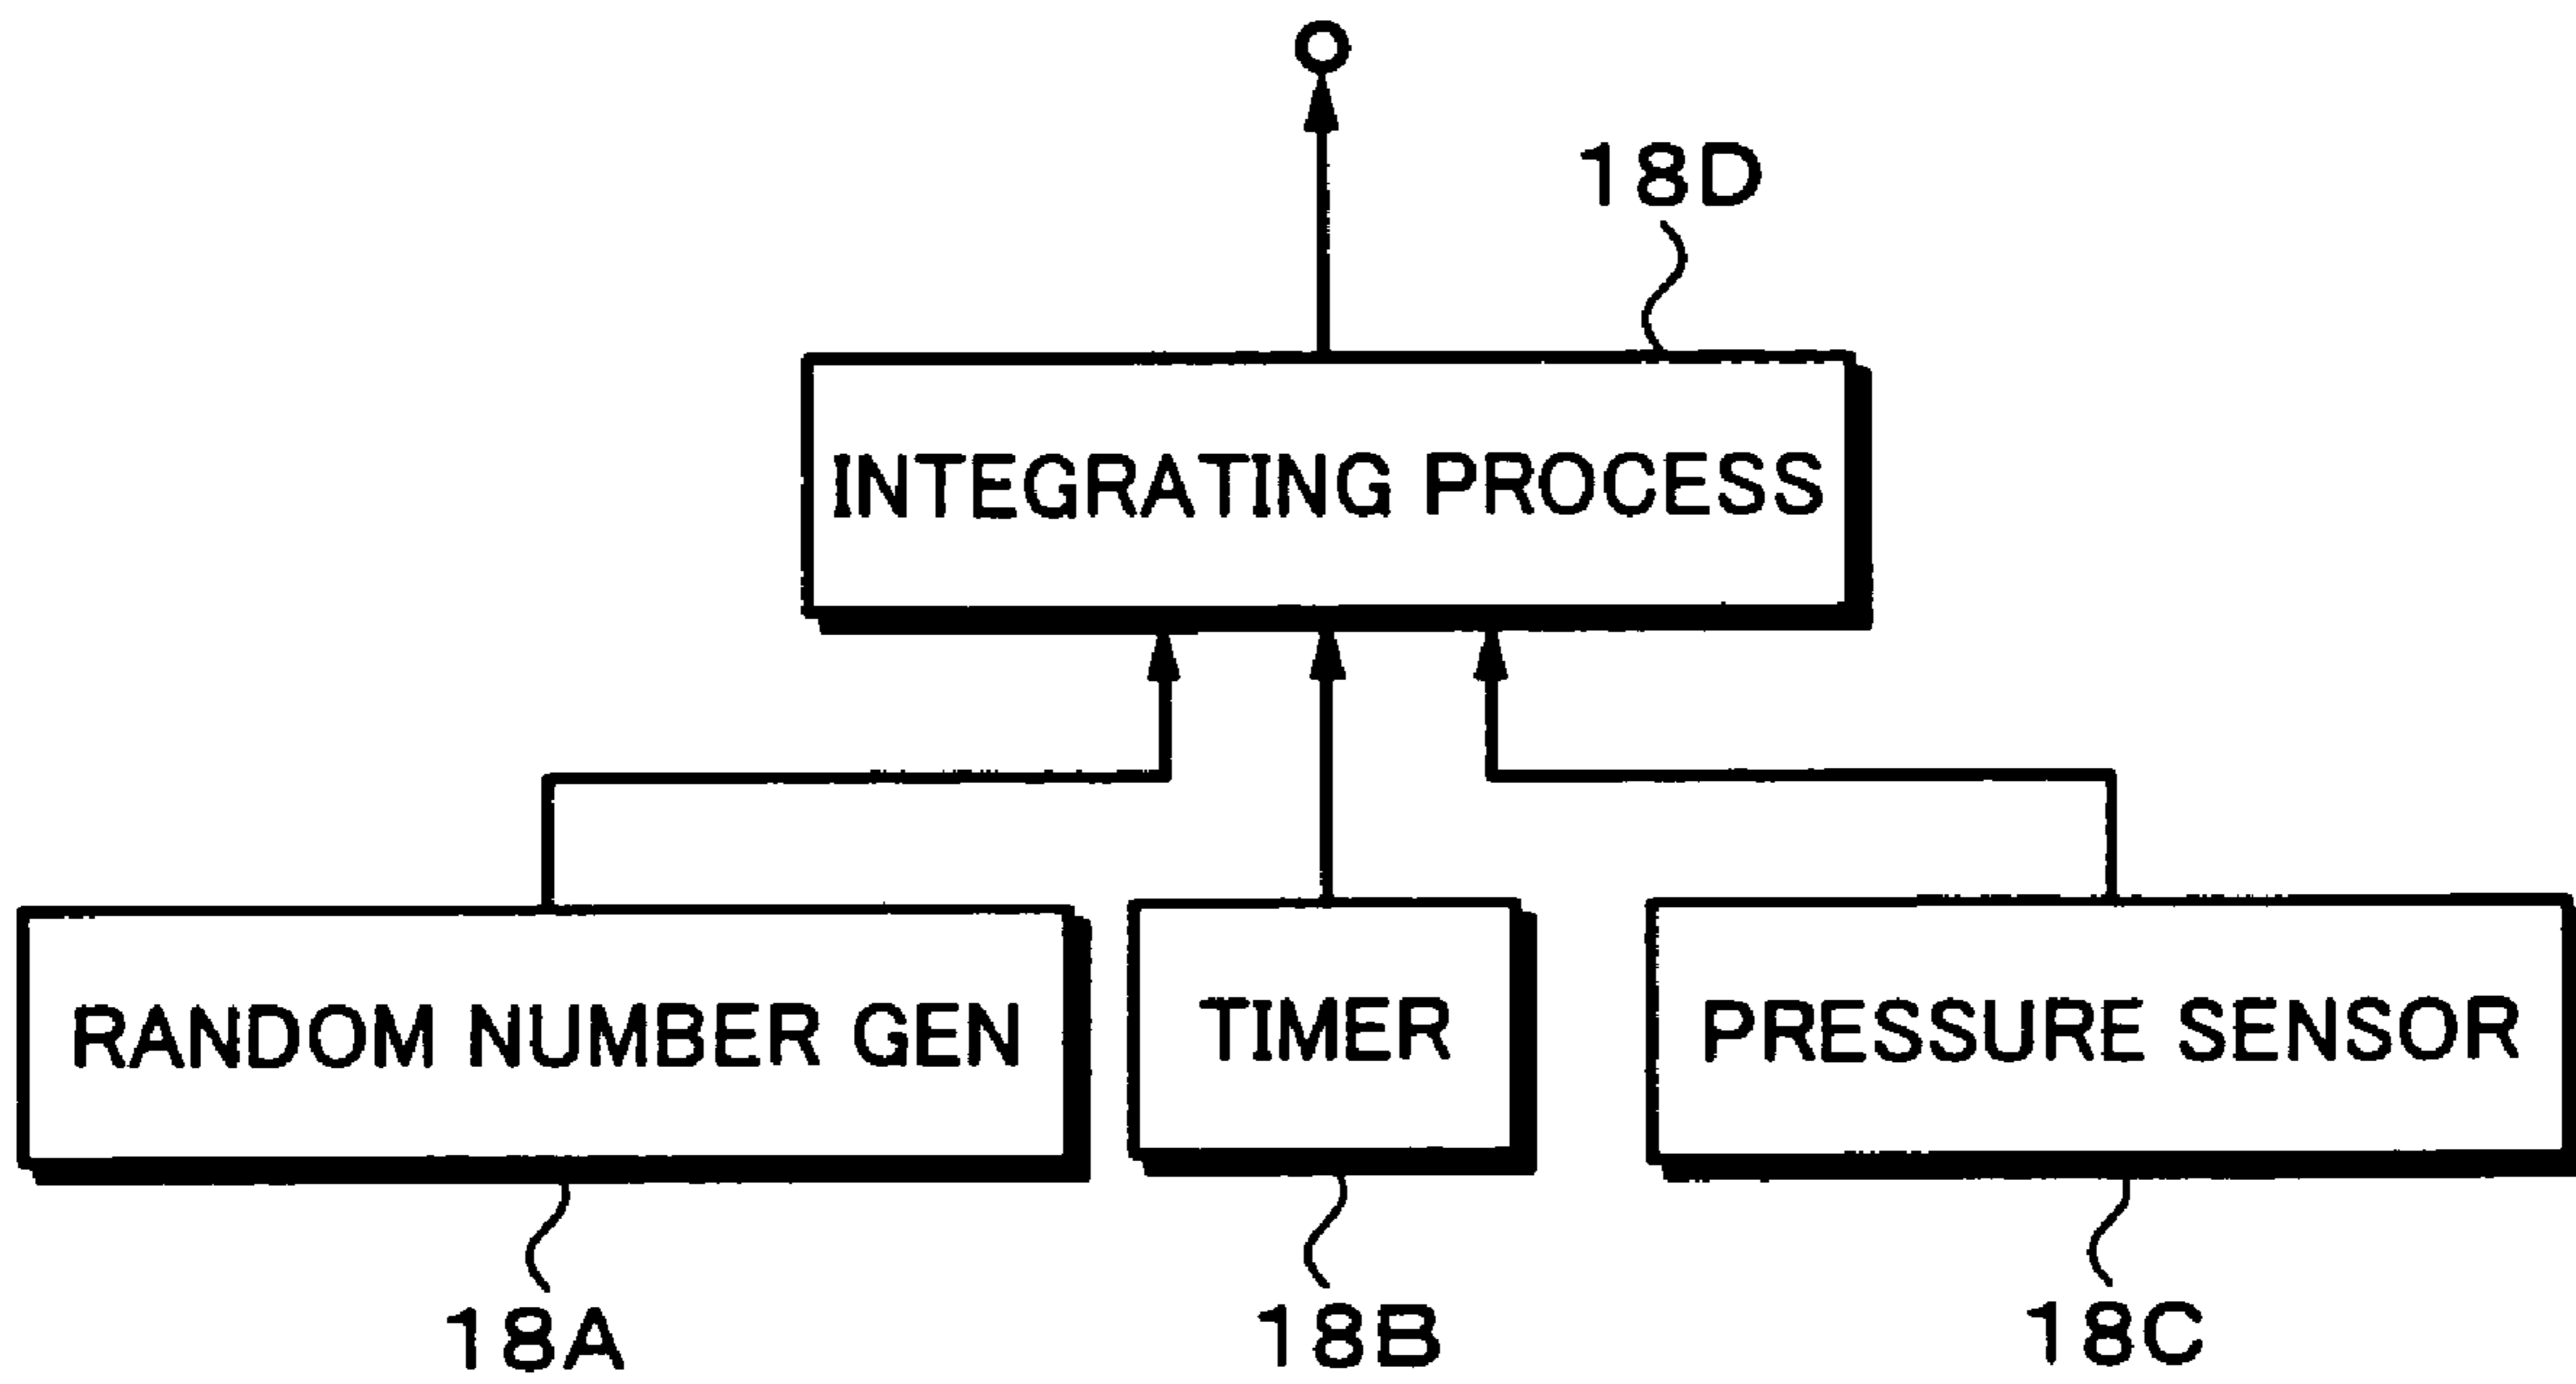 18D
INTEGRATING PROCESS
RANDOM NUMBER GEN
TIMER
PRESSURE SENSOR
18A
18B
18C